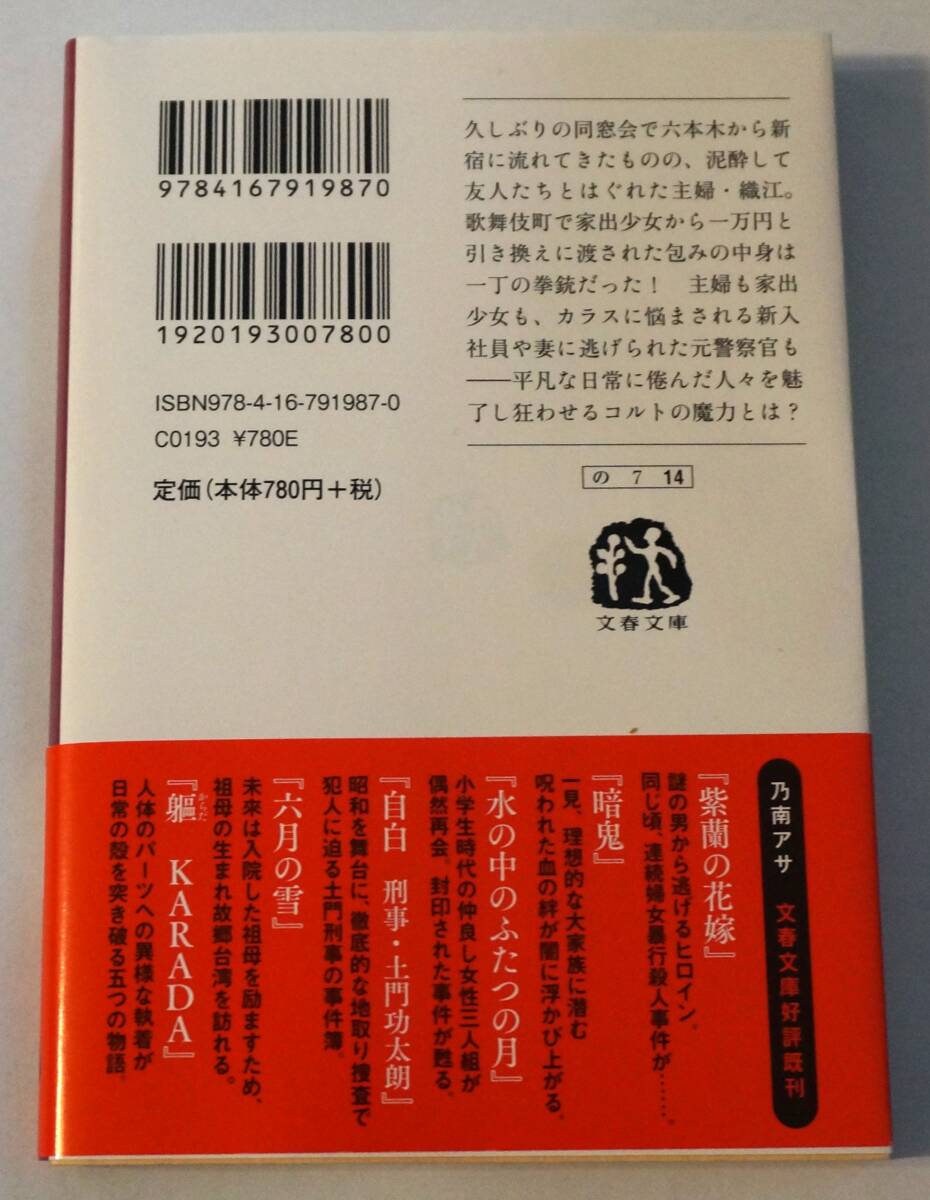 9784167919870
1920193007800
ISBN978-4-16-791987-0
C0193 ¥780E
定価(本体780円+税)
久しぶりの同窓会で六本木から新
宿に流れてきたものの、泥酔して
友人たちとはぐれた主婦・織江。
歌舞伎町で家出少女から一万円と
引き換えに渡された包みの中身は
一丁の拳銃だった! 主婦も家出
少女も、カラスに悩まされる新入
社員や妻に逃げられた元警察官も
――平凡な日常に倦んだ人々を魅
了し狂わせるコルトの魔力とは?
の 7 14
文春文庫
乃南アサ 文春文庫好評既刊
『紫蘭の花嫁』
謎の男から逃げるヒロイン。
同じ頃、連続婦女暴行殺人事件が……。
『暗鬼』
一見、理想的な大家族に潜む
呪われた血の絆が闇に浮かび上がる。
『水の中のふたつの月』
小学生時代の仲良し女性三人組が
偶然再会。封印された事件が甦る。
『自白 刑事・土門功太朗』
昭和を舞台に、徹底的な地取り捜査で
犯人に迫る土門刑事の事件簿。
『六月の雪』
未來は入院した祖母を励ますため、
祖母の生まれ故郷台湾を訪れる。
『軀 KARADA』
からだ
人体のパーツへの異様な執着が
日常の殻を突き破る五つの物語。